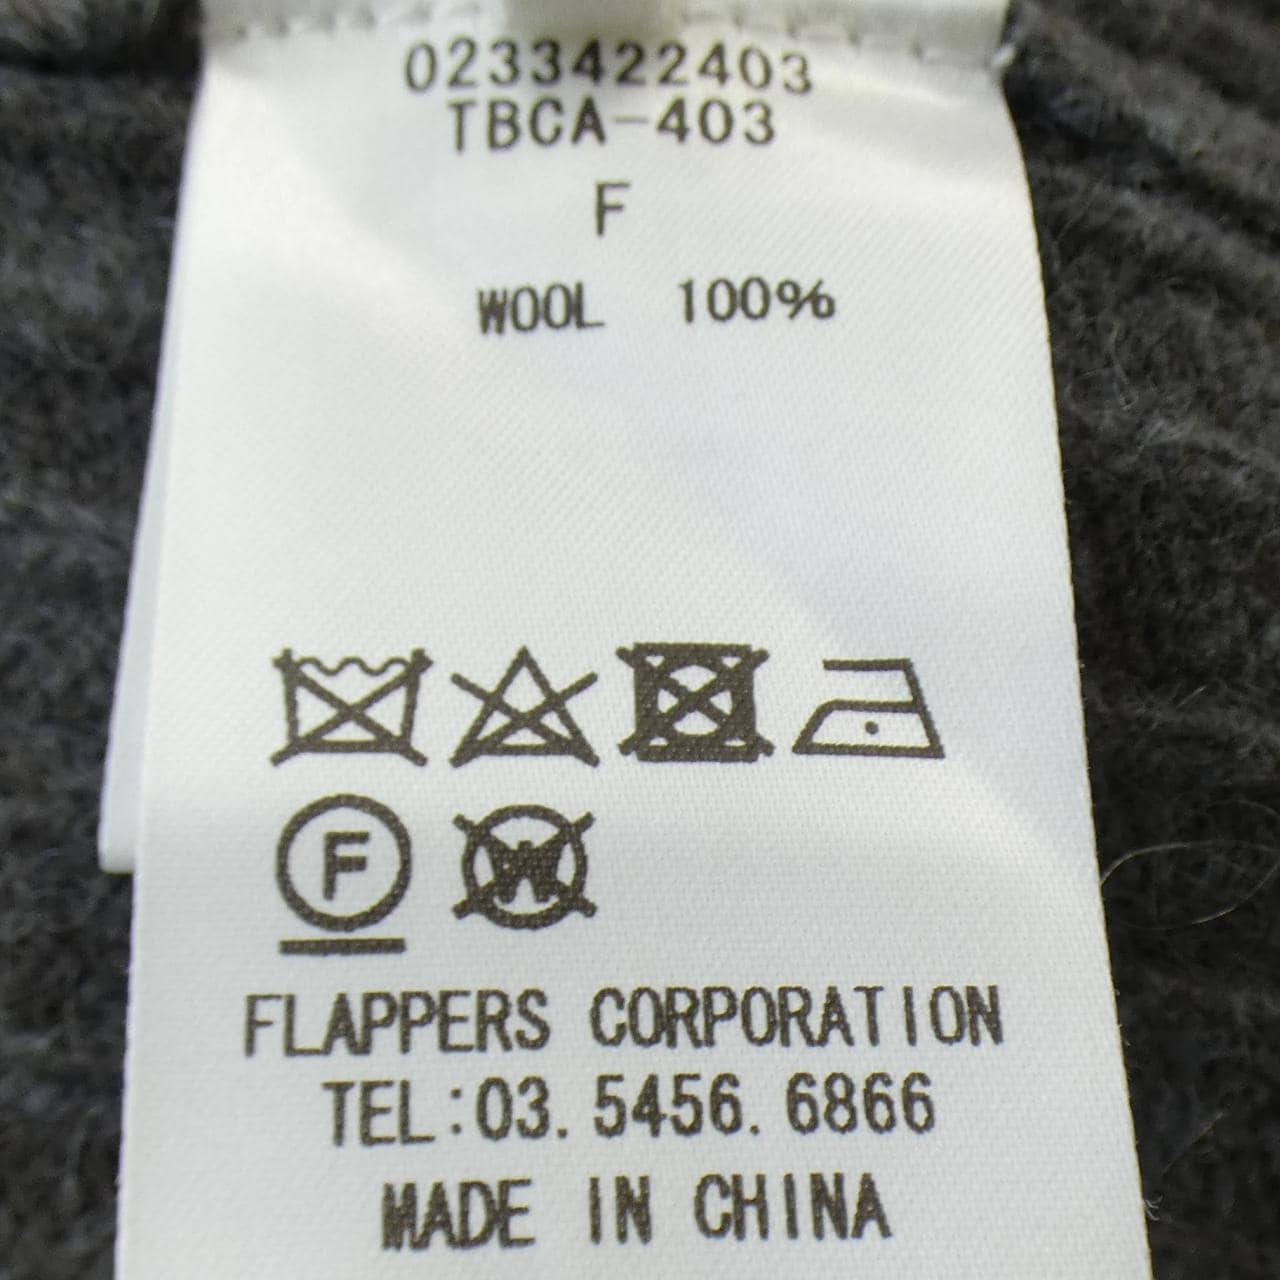 0233422403
TBCA-403
F
WOOL 100%
F W
FLAPPERS CORPORATION
TEL:03.5456.6866
MADE IN CHINA